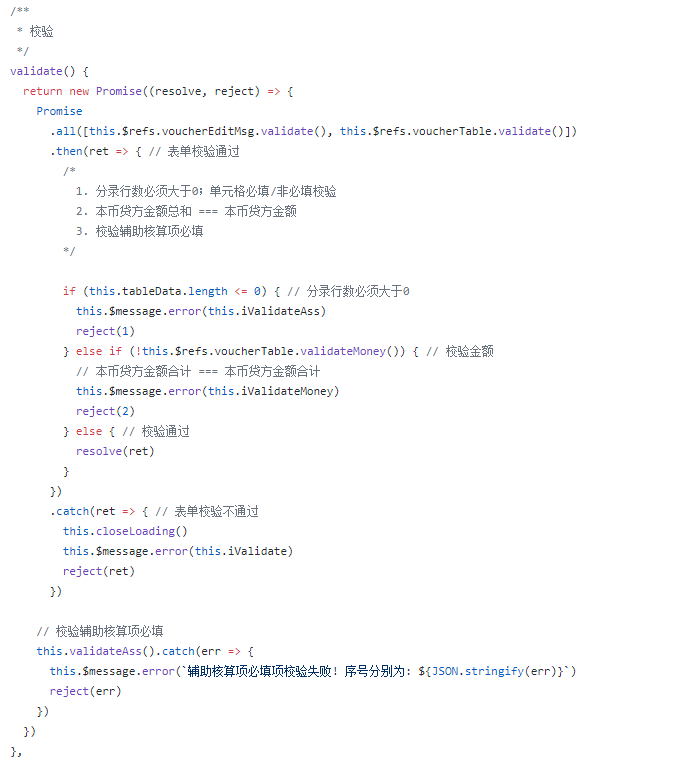 /**
 * 校验
 */
validate() {
  return new Promise((resolve, reject) => {
    Promise
      .all([this.$refs.voucherEditMsg.validate(), this.$refs.voucherTable.validate()])
      .then(ret => { // 表单校验通过
        /*
          1. 分录行数必须大于0；单元格必填/非必填校验
          2. 本币贷方金额总和 === 本币贷方金额
          3. 校验辅助核算项必填
        */

        if (this.tableData.length <= 0) { // 分录行数必须大于0
          this.$message.error(this.iValidateAss)
          reject(1)
        } else if (!this.$refs.voucherTable.validateMoney()) { // 校验金额
          // 本币贷方金额合计 === 本币贷方金额合计
          this.$message.error(this.iValidateMoney)
          reject(2)
        } else { // 校验通过
          resolve(ret)
        }
      })
      .catch(ret => { // 表单校验不通过
        this.closeLoading()
        this.$message.error(this.iValidate)
        reject(ret)
      })

    // 校验辅助核算项必填
    this.validateAss().catch(err => {
      this.$message.error(`辅助核算项必填项校验失败! 序号分别为: ${JSON.stringify(err)}`)
      reject(err)
    })
  })
},